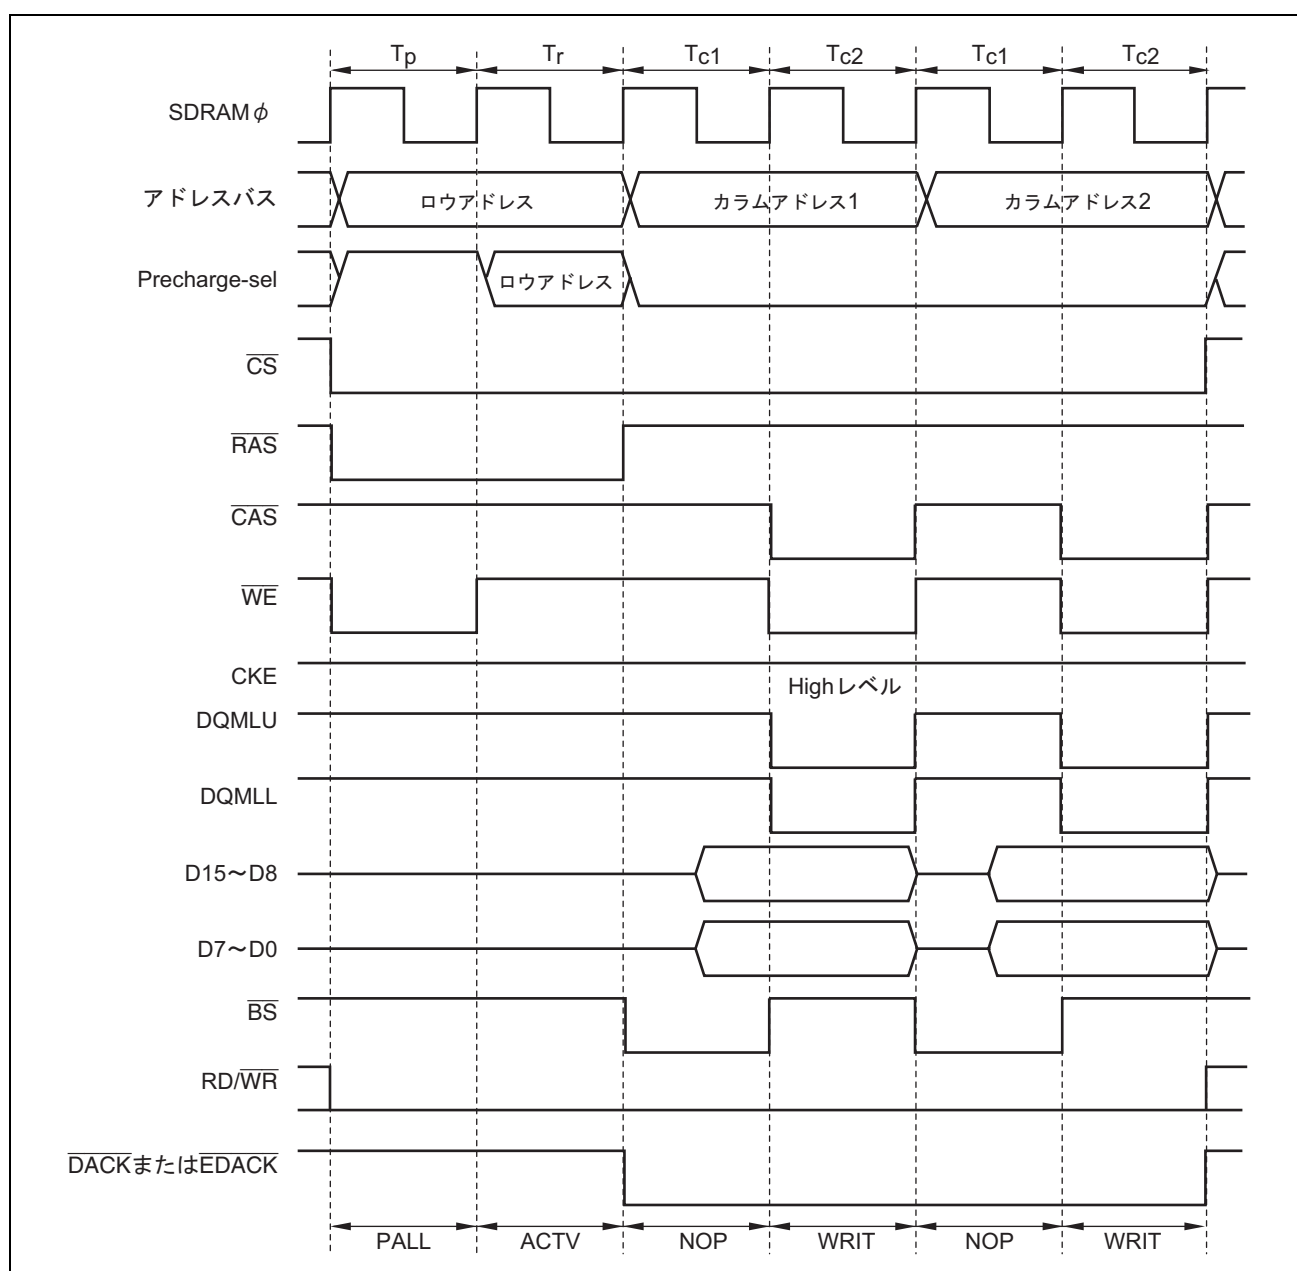 Tp Tr Tc1 Tc2 Tc1 Tc2
SDRAMφ
アドレスバス ロウアドレス カラムアドレス1 カラムアドレス2
Precharge-sel ロウアドレス
CS
RAS
CAS
WE
CKE
Highレベル
DQMLU
DQMLL
D15～D8
D7～D0
BS
RD/WR
DACKまたはEDACK
PALL ACTV NOP WRIT NOP WRIT